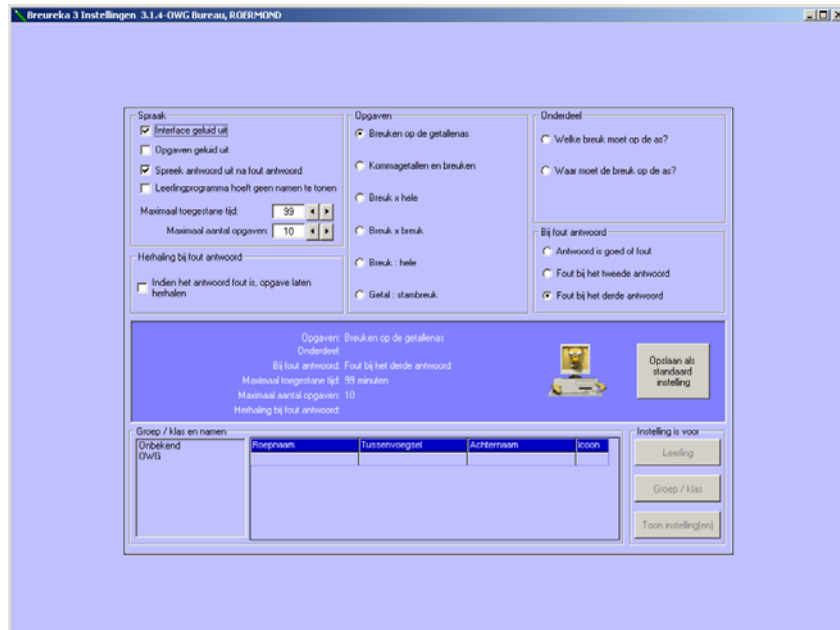 Breureka 3 Instellingen 3.1.4-OWG Bureau, ROERMOND
Spraak
Interface geluid uit
Opgaven geluid uit
Spreek antwoord uit na fout antwoord
Leerlingprogramma hoeft geen namen te tonen
Maximaal toegestane tijd: 99
Maximaal aantal opgaven: 10
Herhaling bij fout antwoord
Indien het antwoord fout is, opgave laten
herhalen
Opgaven
Breuken op de getallenas
Kommagetallen en breuken
Breuk x hele
Breuk x breuk
Breuk : hele
Getal : stambreuk
Onderdeel
Welke breuk moet op de as?
Waar moet de breuk op de as?
Bij fout antwoord
Antwoord is goed of fout
Fout bij het tweede antwoord
Fout bij het derde antwoord
Opgaven: Breuken op de getallenas
Onderdeel:
Bij fout antwoord: Fout bij het derde antwoord
Maximaal toegestane tijd: 99 minuten
Maximaal aantal opgaven: 10
Herhaling bij fout antwoord:
Opslaan als
standaard
instelling
Groep / klas en namen
Onbekend
OWG
Roepnaam Tussenvoegsel Achternaam Icoon
Instelling is voor
Leerling
Groep / klas
Toon instelling(en)